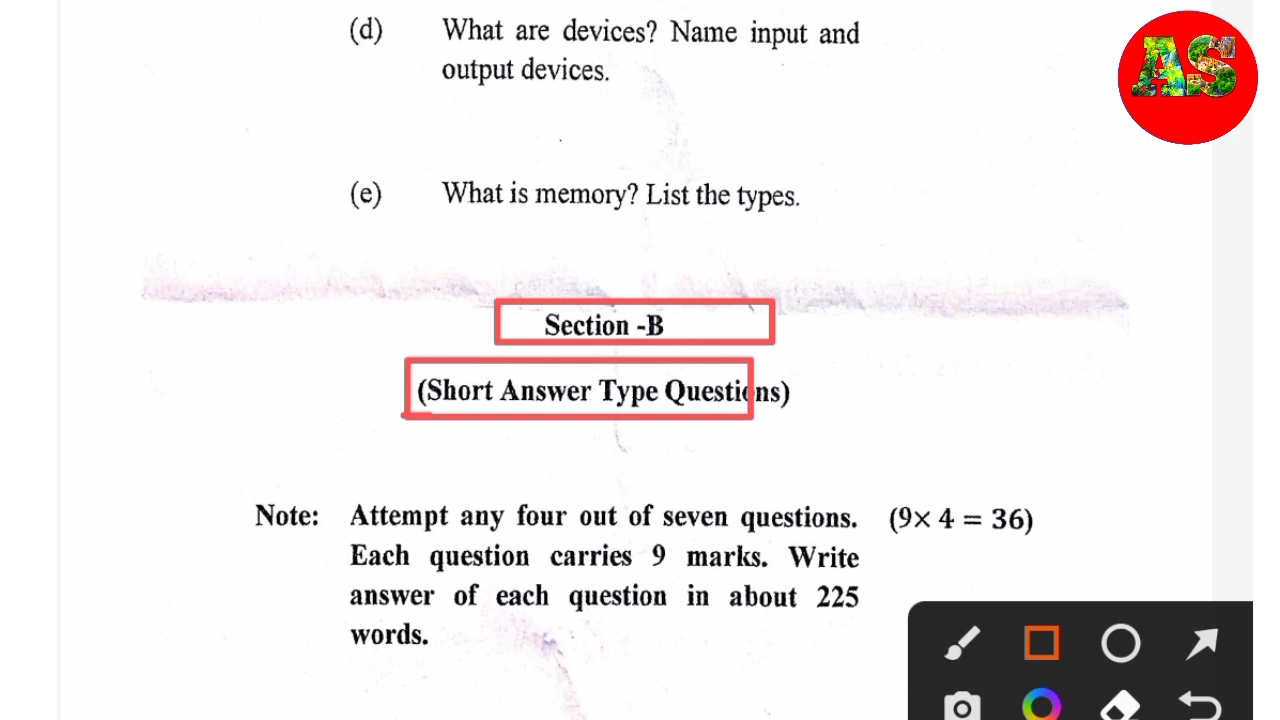 (d) What are devices? Name input and
output devices.
AS
(e) What is memory? List the types.
Section -B
(Short Answer Type Questions)
Note: Attempt any four out of seven questions. (9× 4 = 36)
Each question carries 9 marks. Write
answer of each question in about 225
words.